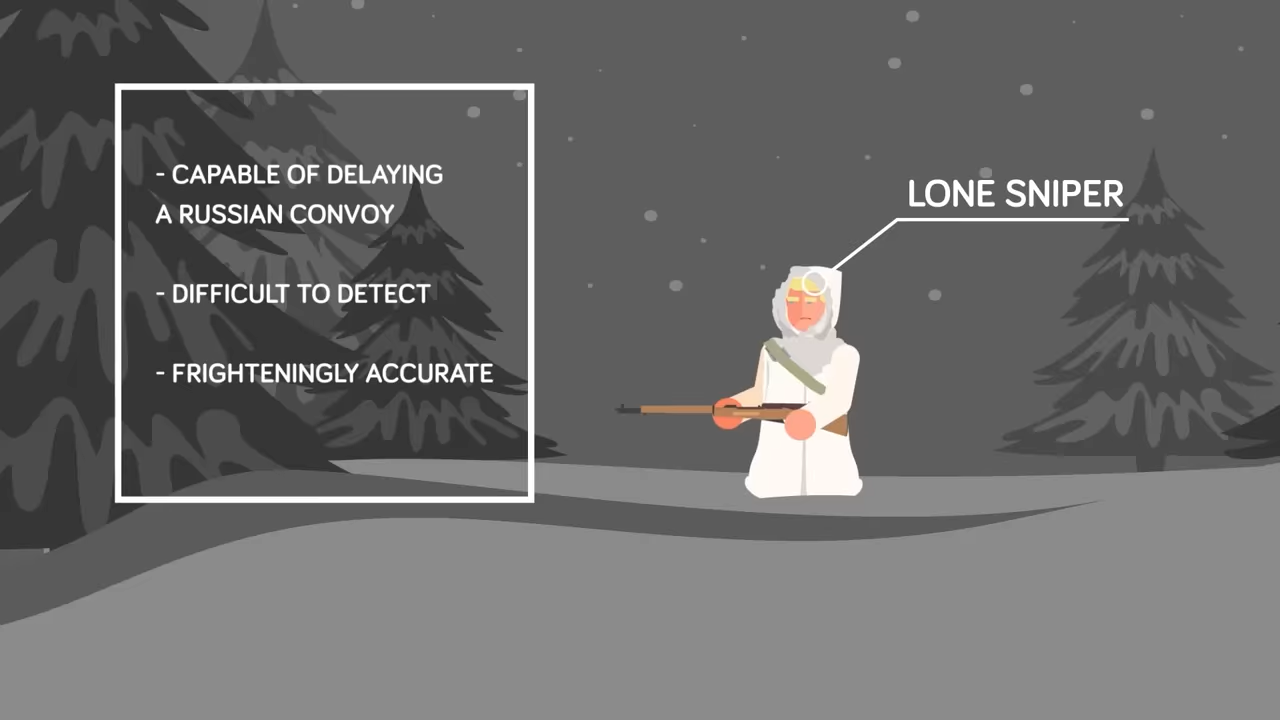 - CAPABLE OF DELAYING
A RUSSIAN CONVOY
- DIFFICULT TO DETECT
- FRIGHTENINGLY ACCURATE
LONE SNIPER